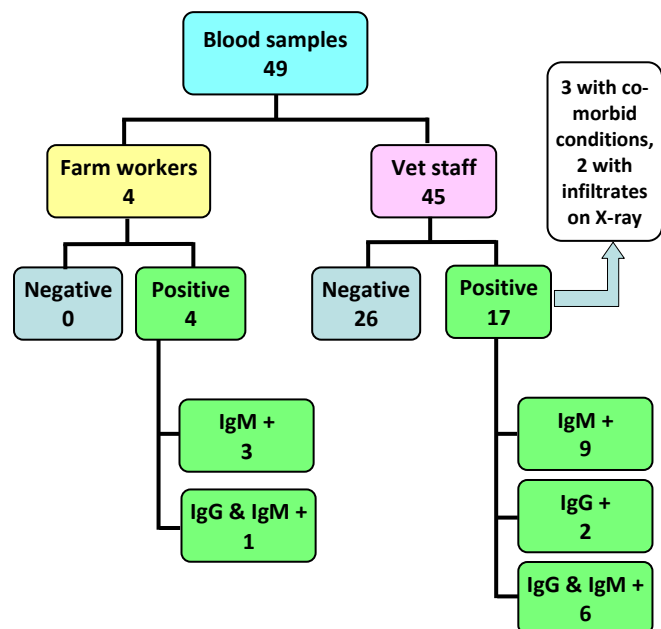 Blood samples
49
3 with co-
morbid
conditions,
2 with
infiltrates
on X-ray
Farm workers
4
Vet staff
45
Negative
0
Positive
4
Negative
26
Positive
17
IgM +
3
IgG & IgM +
1
IgM +
9
IgG +
2
IgG & IgM +
6